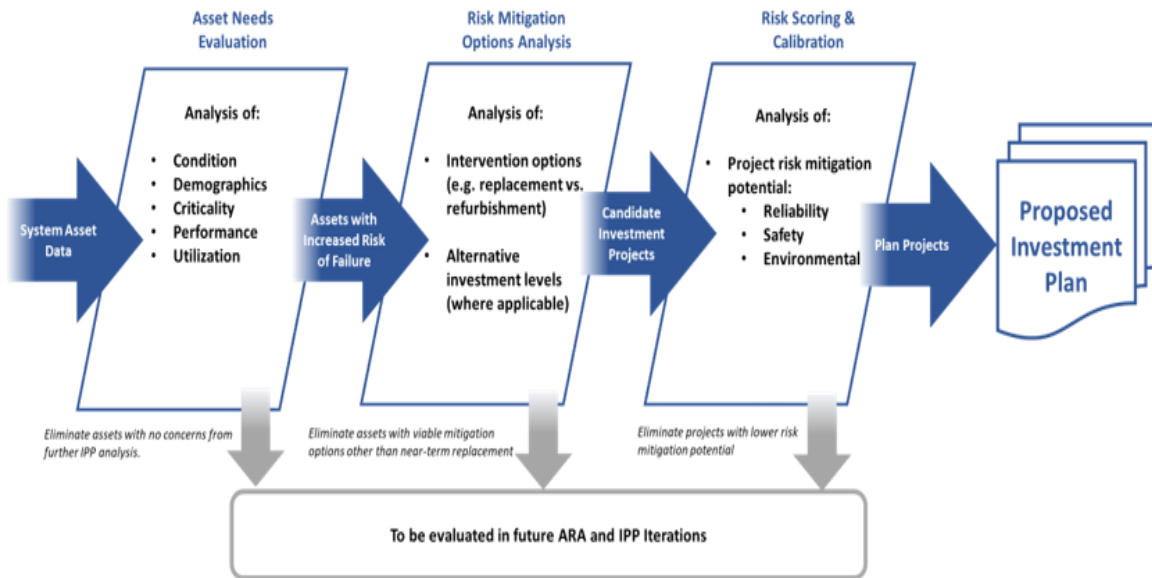 Asset Needs
Evaluation
Risk Mitigation
Options Analysis
Risk Scoring &
Calibration
System Asset
Data
Analysis of:
• Condition
• Demographics
• Criticality
• Performance
• Utilization
Assets with
Increased Risk
of Failure
Analysis of:
• Intervention options
(e.g. replacement vs.
refurbishment)
• Alternative
investment levels
(where applicable)
Candidate
Investment
Projects
Analysis of:
• Project risk mitigation
potential:
• Reliability
• Safety
• Environmental
Plan Projects
Proposed
Investment
Plan
Eliminate assets with no concerns from
further IPP analysis.
Eliminate assets with viable mitigation
options other than near-term replacement
Eliminate projects with lower risk
mitigation potential
To be evaluated in future ARA and IPP Iterations